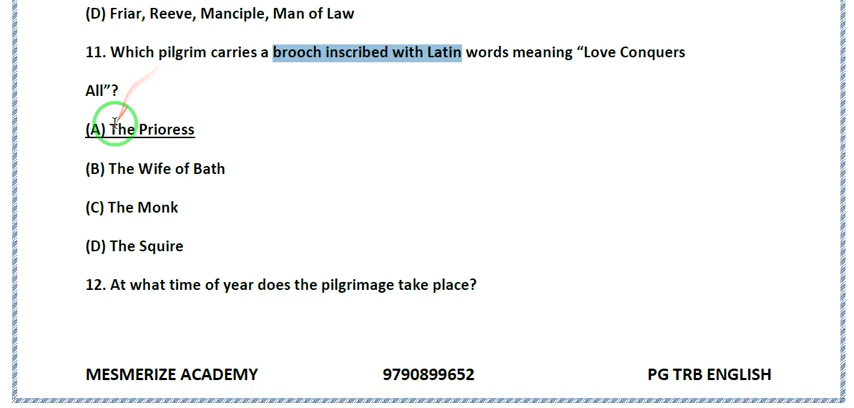 (D) Friar, Reeve, Manciple, Man of Law
11. Which pilgrim carries a brooch inscribed with Latin words meaning “Love Conquers
All”?
(A) The Prioress
(B) The Wife of Bath
(C) The Monk
(D) The Squire
12. At what time of year does the pilgrimage take place?
MESMERIZE ACADEMY 9790899652 PG TRB ENGLISH